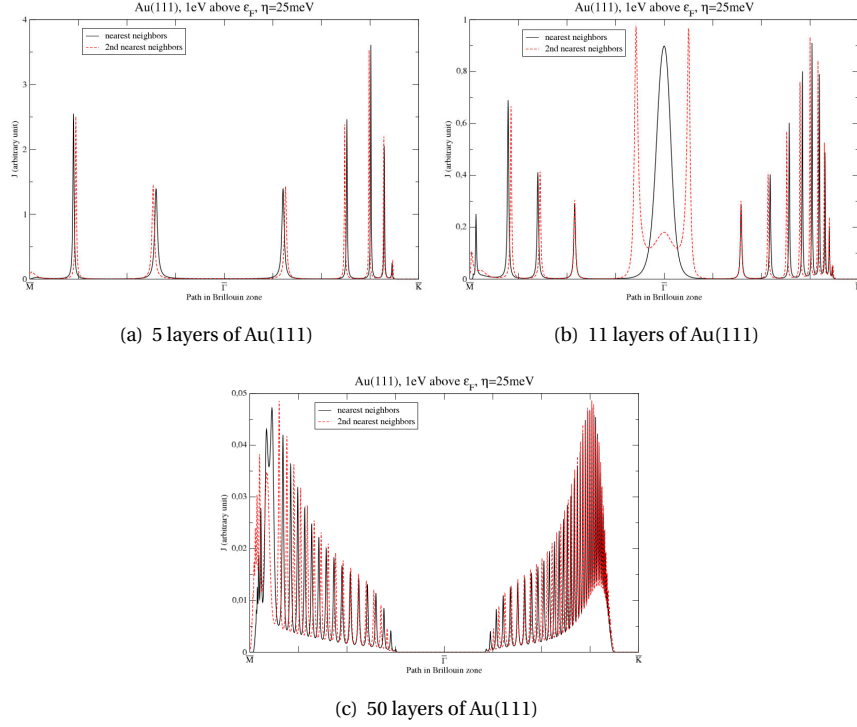 Au(111), 1eV above εF, η=25meV
nearest neighbors
2nd nearest neighbors
J (arbitrary unit)
4
3
2
1
0
M̅
Γ̅
K
Path in Brillouin zone
(a) 5 layers of Au(111)
Au(111), 1eV above εF, η=25meV
nearest neighbors
2nd nearest neighbors
J (arbitrary unit)
1
0,8
0,6
0,4
0,2
0
M̅
Γ̅
Path in Brillouin zone
(b) 11 layers of Au(111)
Au(111), 1eV above εF, η=25meV
nearest neighbors
2nd nearest neighbors
J (arbitrary unit)
0,05
0,04
0,03
0,02
0,01
0
M̅
Γ̅
K̅
Path in Brillouin zone
(c) 50 layers of Au(111)